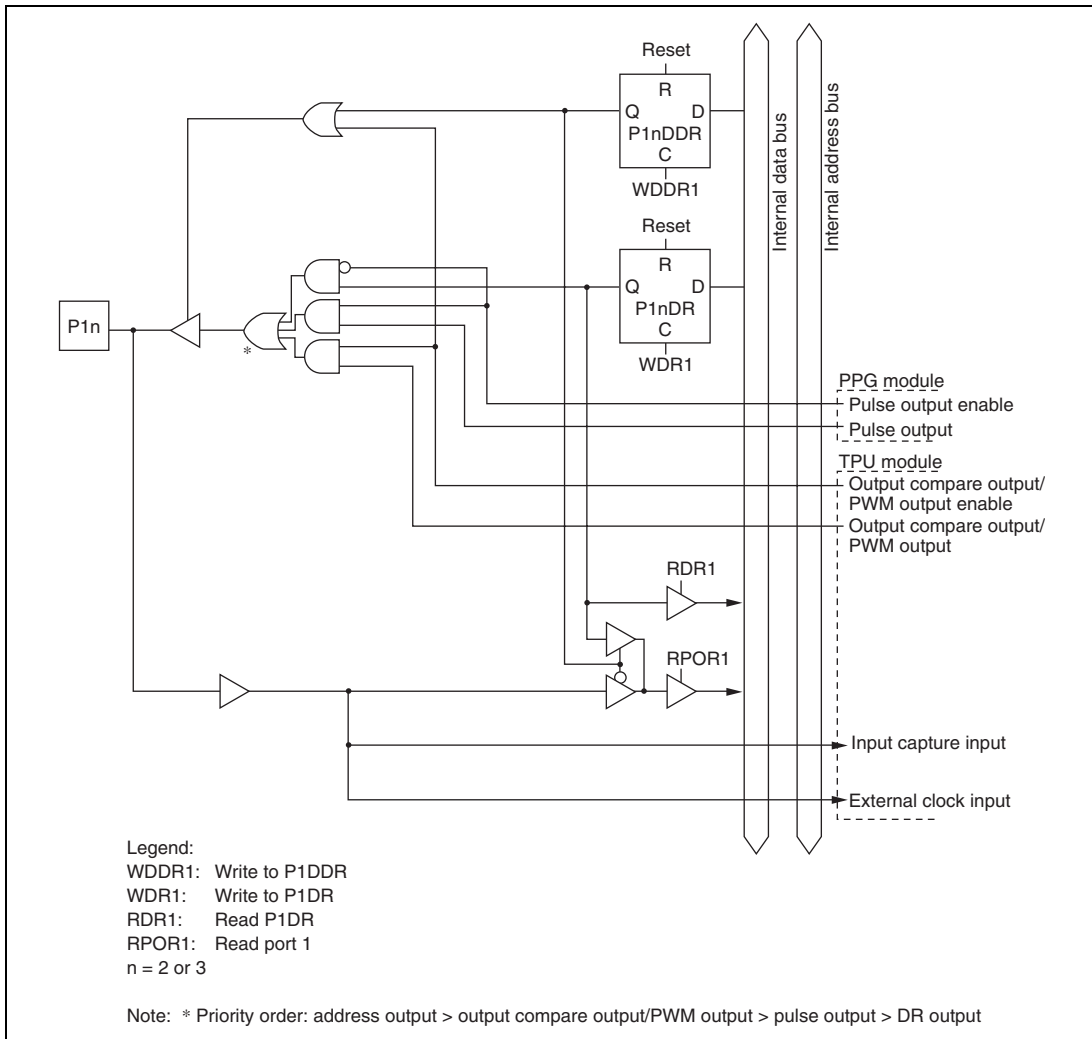 Reset
R
Q D
P1nDDR
C
WDDR1
Reset
R
Q D
P1nDR
C
WDR1
Internal data bus
Internal address bus
P1n
*
PPG module
Pulse output enable
Pulse output
TPU module
Output compare output/
PWM output enable
Output compare output/
PWM output
RDR1
RPOR1
Input capture input
External clock input
Legend:
WDDR1: Write to P1DDR
WDR1: Write to P1DR
RDR1: Read P1DR
RPOR1: Read port 1
n = 2 or 3
Note: * Priority order: address output > output compare output/PWM output > pulse output > DR output